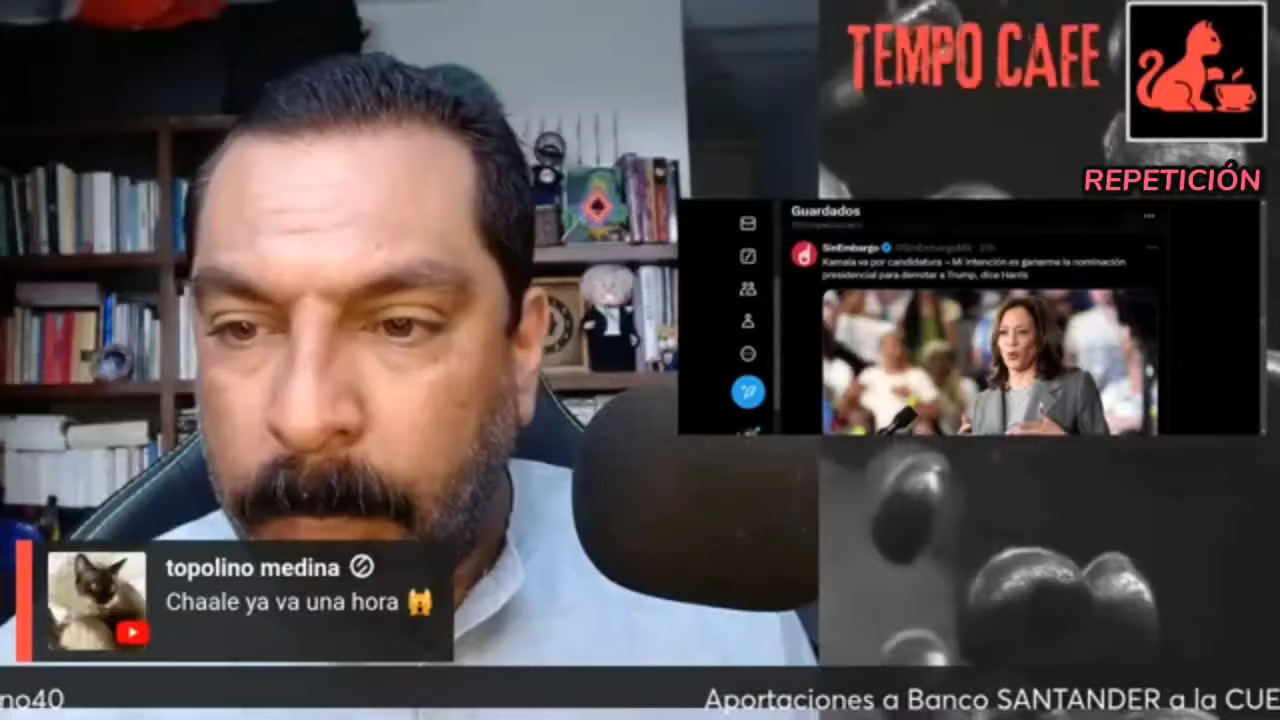 TEMPO CAFE
REPETICIÓN
Guardados
SinEmbargo
Kamala va por candidatura – Mi intención es ganarme la nominación
presidencial para derrotar a Trump, dice Harris
topolino medina
Chaale ya va una hora
no40
Aportaciones a Banco SANTANDER a la CUE